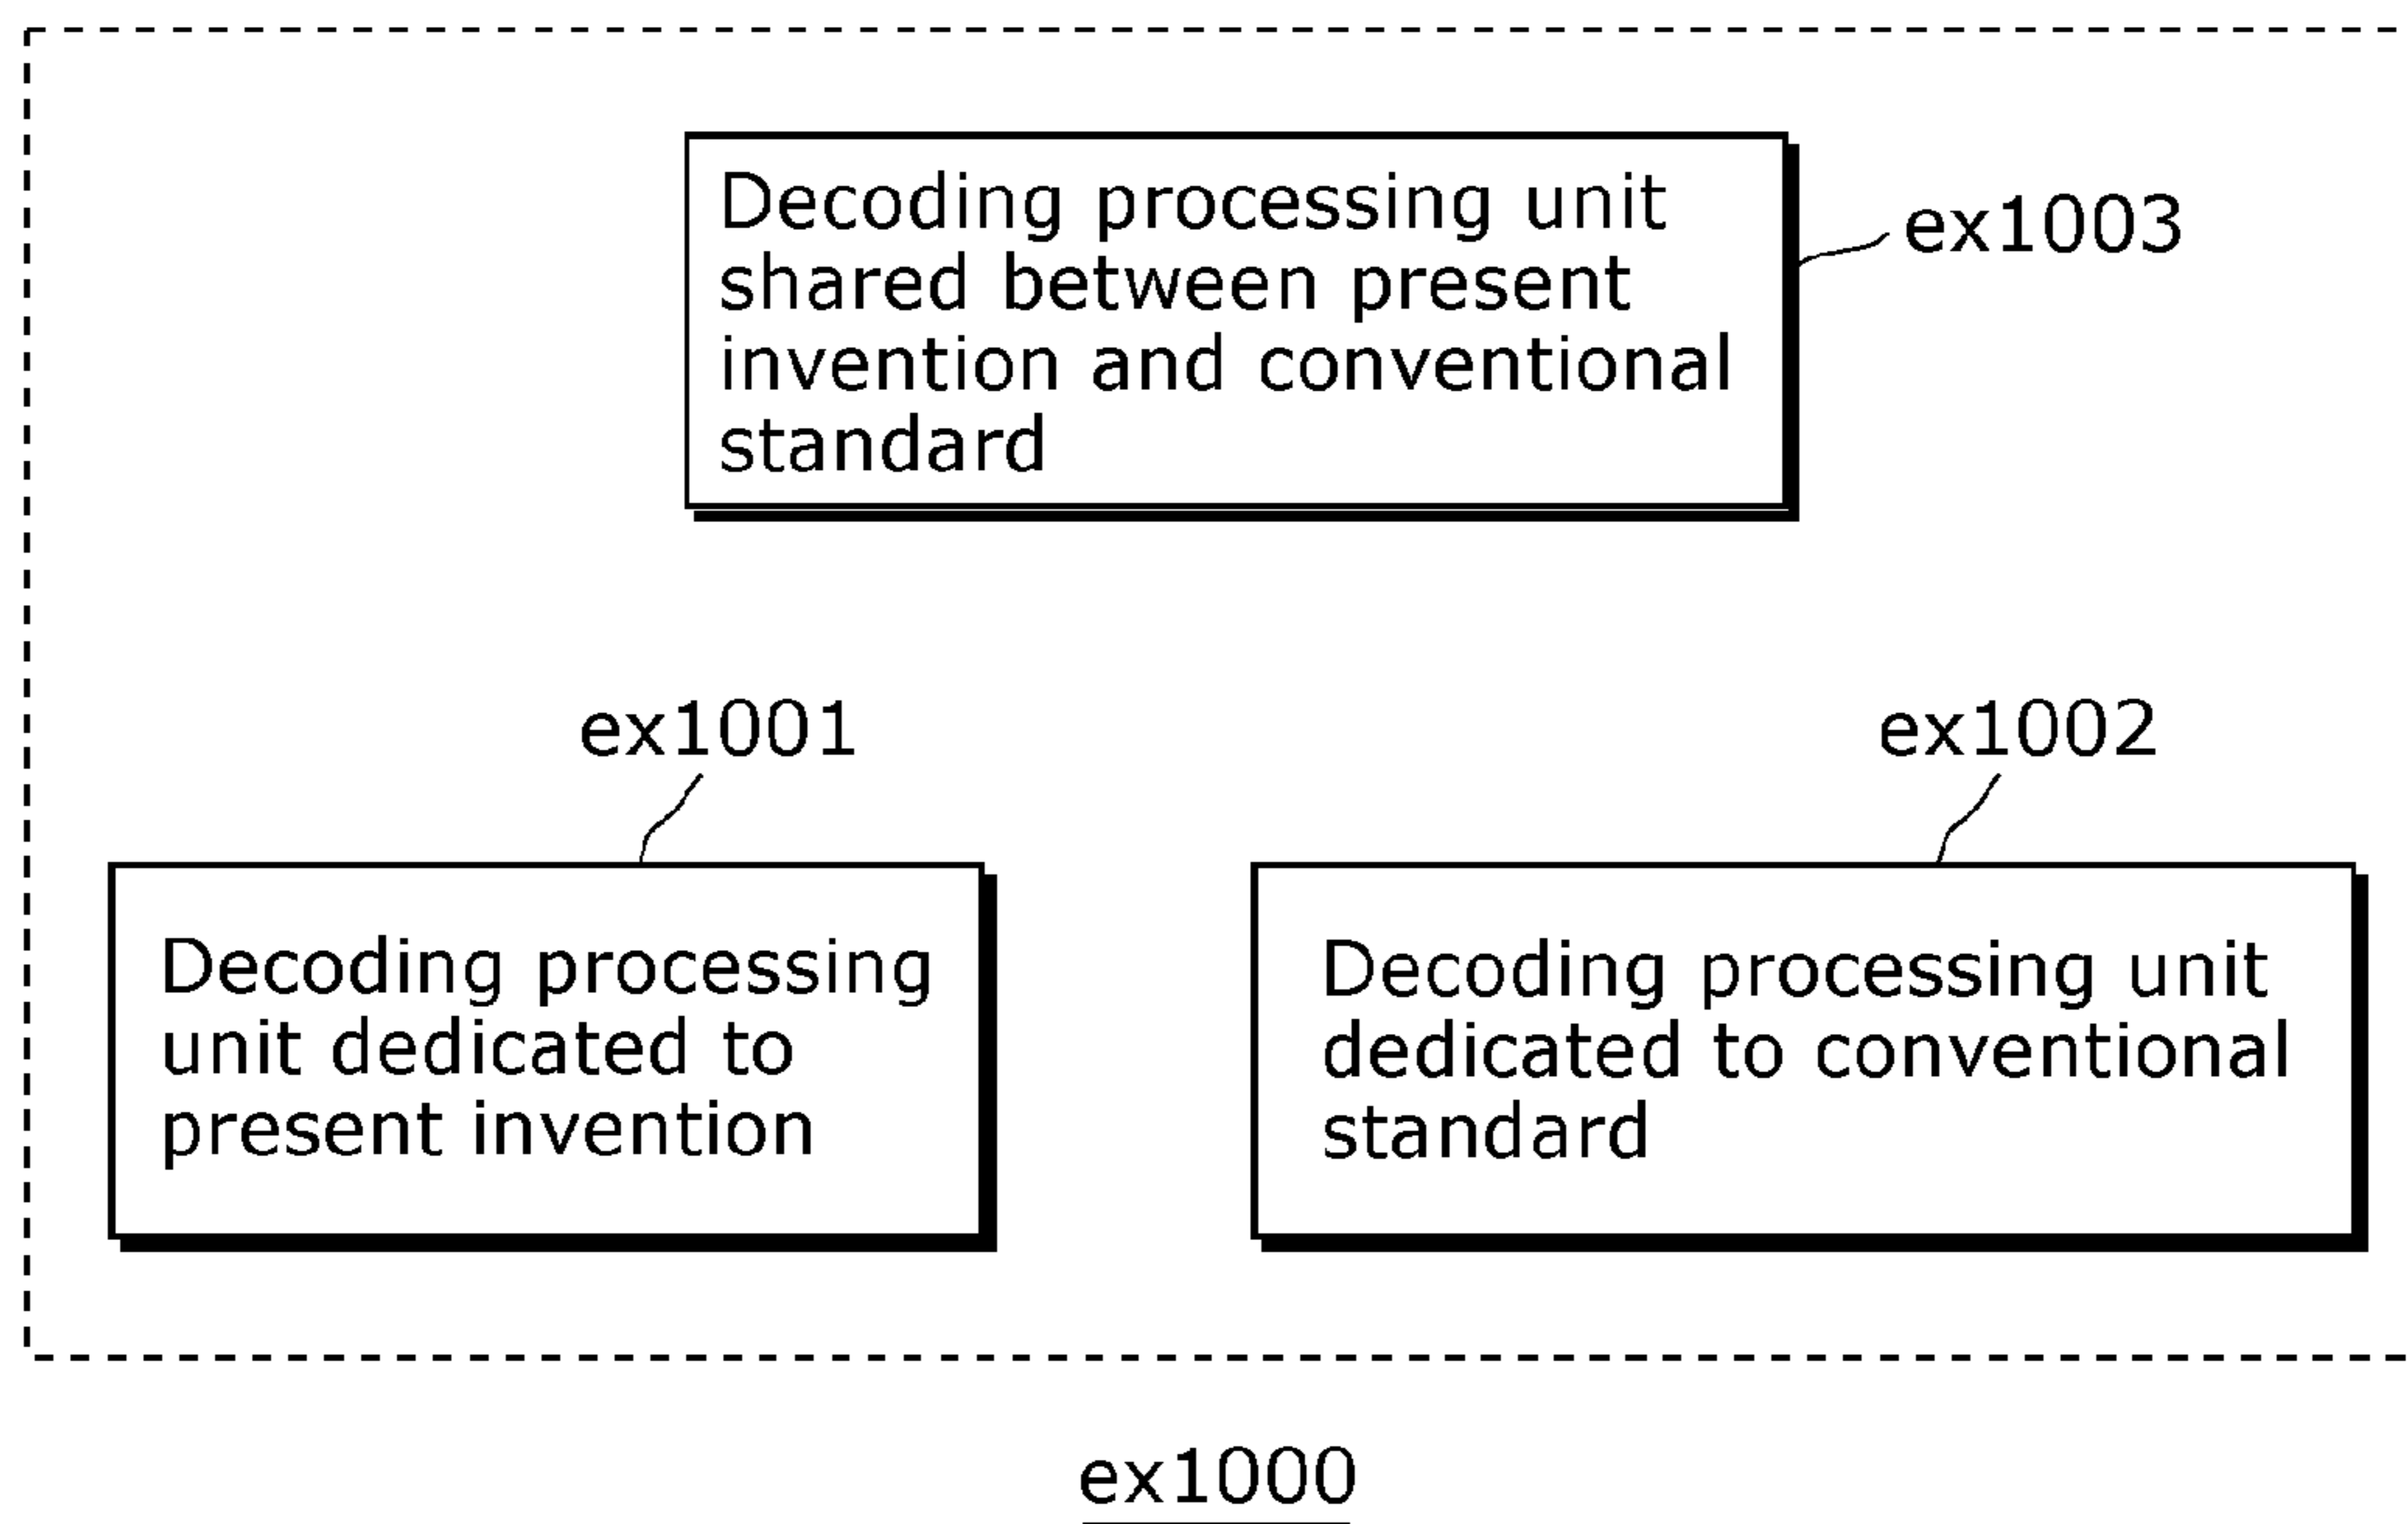 Decoding processing unit
shared between present
invention and conventional
standard
ex1003
ex1001
ex1002
Decoding processing
unit dedicated to
present invention
Decoding processing unit
dedicated to conventional
standard
ex1000